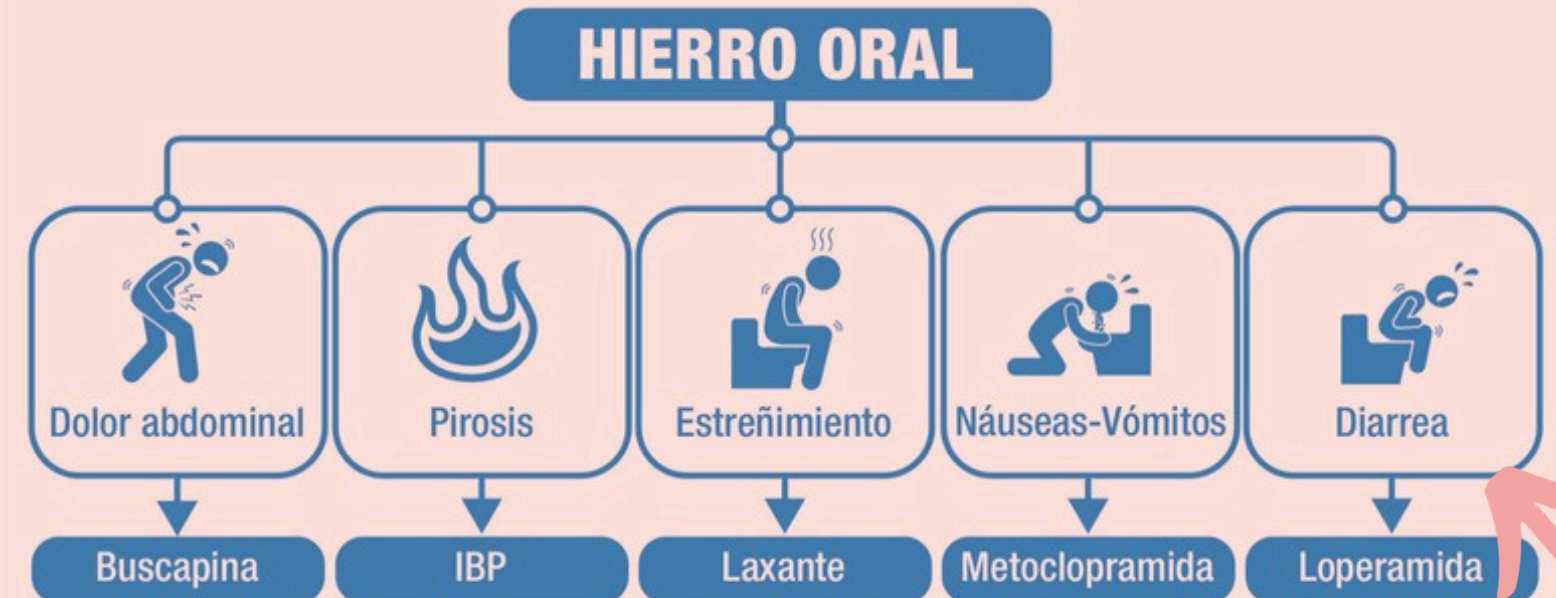 HIERRO ORAL
Dolor abdominal
Pirosis
Estreñimiento
Náuseas-Vómitos
Diarrea
Buscapina
IBP
Laxante
Metoclopramida
Loperamida